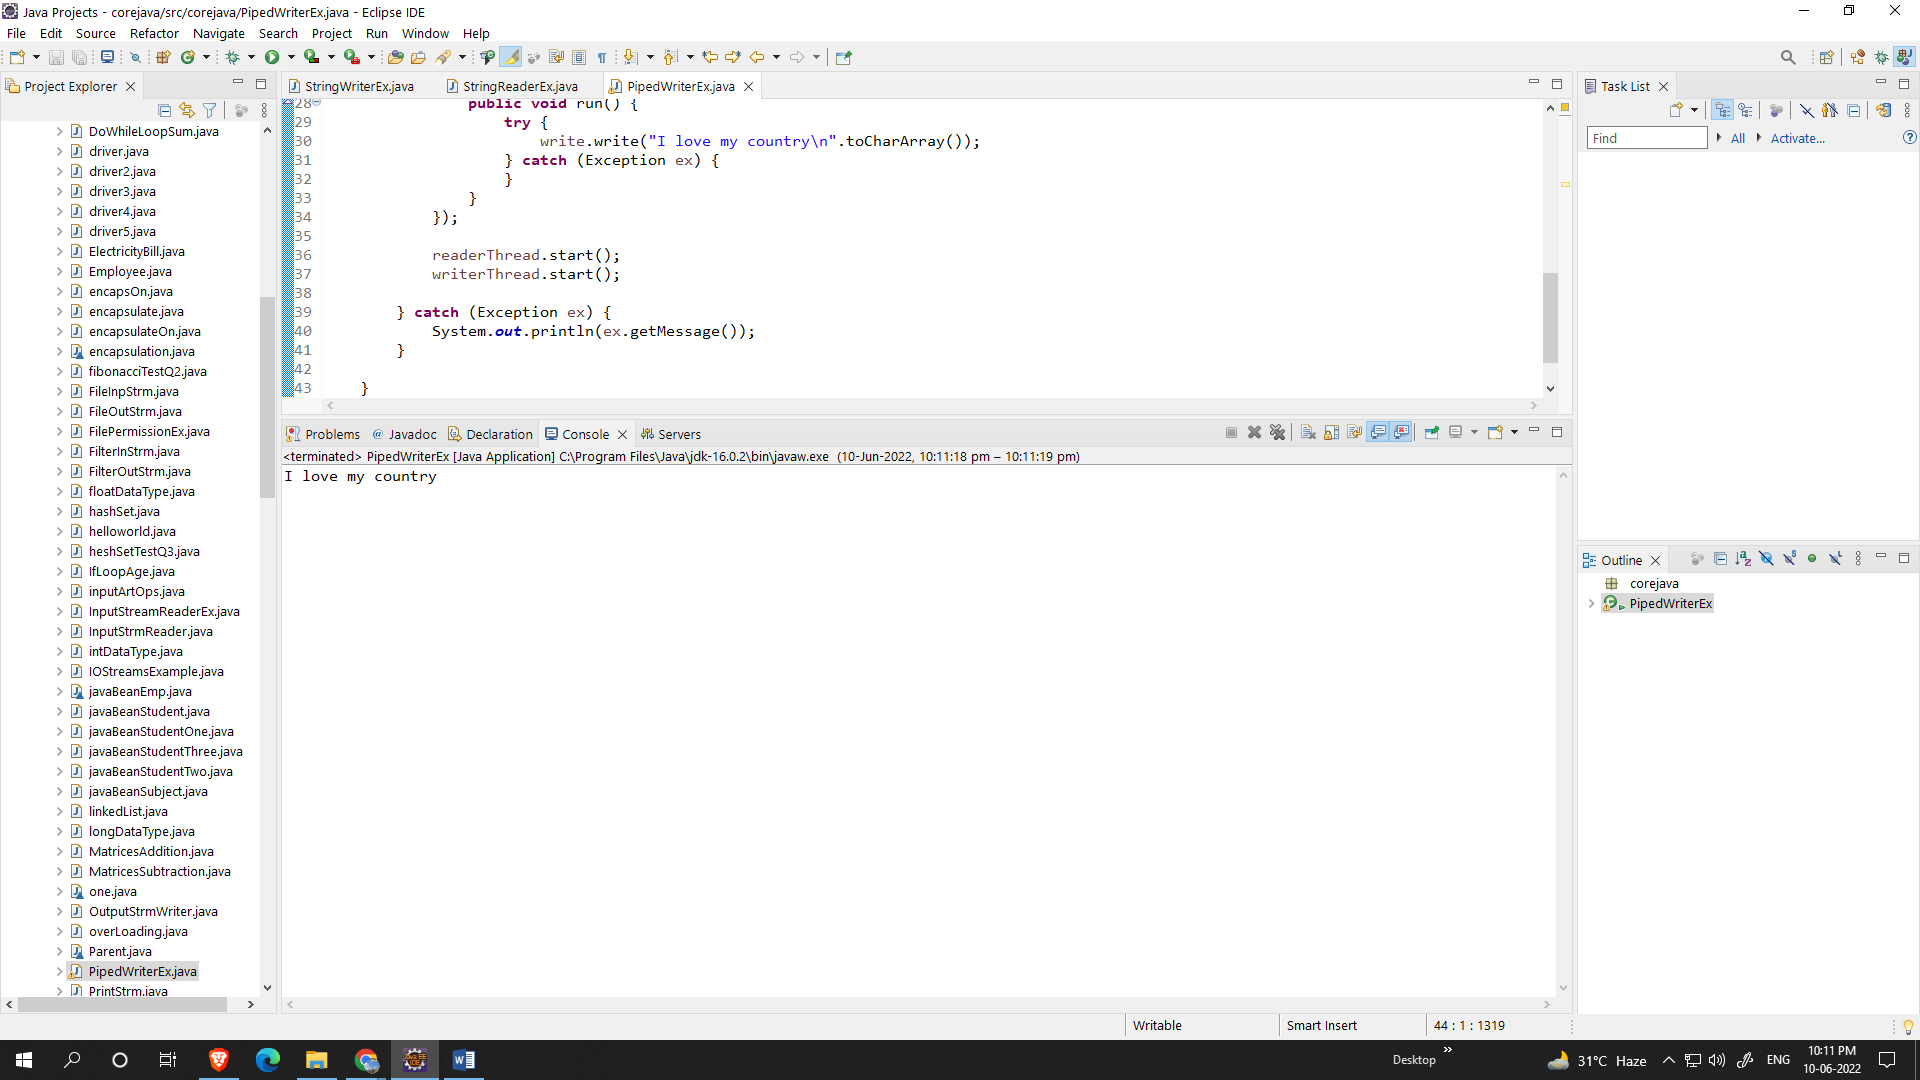 Java Projects - corejava/src/corejava/PipedWriterEx.java - Eclipse IDE
File Edit Source Refactor Navigate Search Project Run Window Help
Project Explorer
DoWhileLoopSum.java
driver.java
driver2.java
driver3.java
driver4.java
driver5.java
ElectricityBill.java
Employee.java
encapsOn.java
encapsulate.java
encapsulateOn.java
encapsulation.java
fibonacciTestQ2.java
FileInpStrm.java
FileOutStrm.java
FilePermissionEx.java
FilterInStrm.java
FilterOutStrm.java
floatDataType.java
hashSet.java
helloworld.java
heshSetTestQ3.java
IfLoopAge.java
inputArtOps.java
InputStreamReaderEx.java
InputStrmReader.java
intDataType.java
IOStreamsExample.java
javaBeanEmp.java
javaBeanStudent.java
javaBeanStudentOne.java
javaBeanStudentThree.java
javaBeanStudentTwo.java
javaBeanSubject.java
linkedList.java
longDataType.java
MatricesAddition.java
MatricesSubtraction.java
one.java
OutputStrmWriter.java
overLoading.java
Parent.java
PipedWriterEx.java
PrintStrm.java
StringWriterEx.java StringReaderEx.java PipedWriterEx.java
28 public void run() {
29 try {
30 write.write("I love my country\n".toCharArray());
31 } catch (Exception ex) {
32 }
33 }
34 });
35
36 readerThread.start();
37 writerThread.start();
38
39 } catch (Exception ex) {
40 System.out.println(ex.getMessage());
41 }
42
43 }
Problems @ Javadoc Declaration Console Servers
<terminated> PipedWriterEx [Java Application] C:\Program Files\Java\jdk-16.0.2\bin\javaw.exe (10-Jun-2022, 10:11:18 pm – 10:11:19 pm)
I love my country
Task List
Find All Activate...
Outline
corejava
PipedWriterEx
Writable Smart Insert 44 : 1 : 1319
Desktop 31°C Haze ENG 10:11 PM
10-06-2022